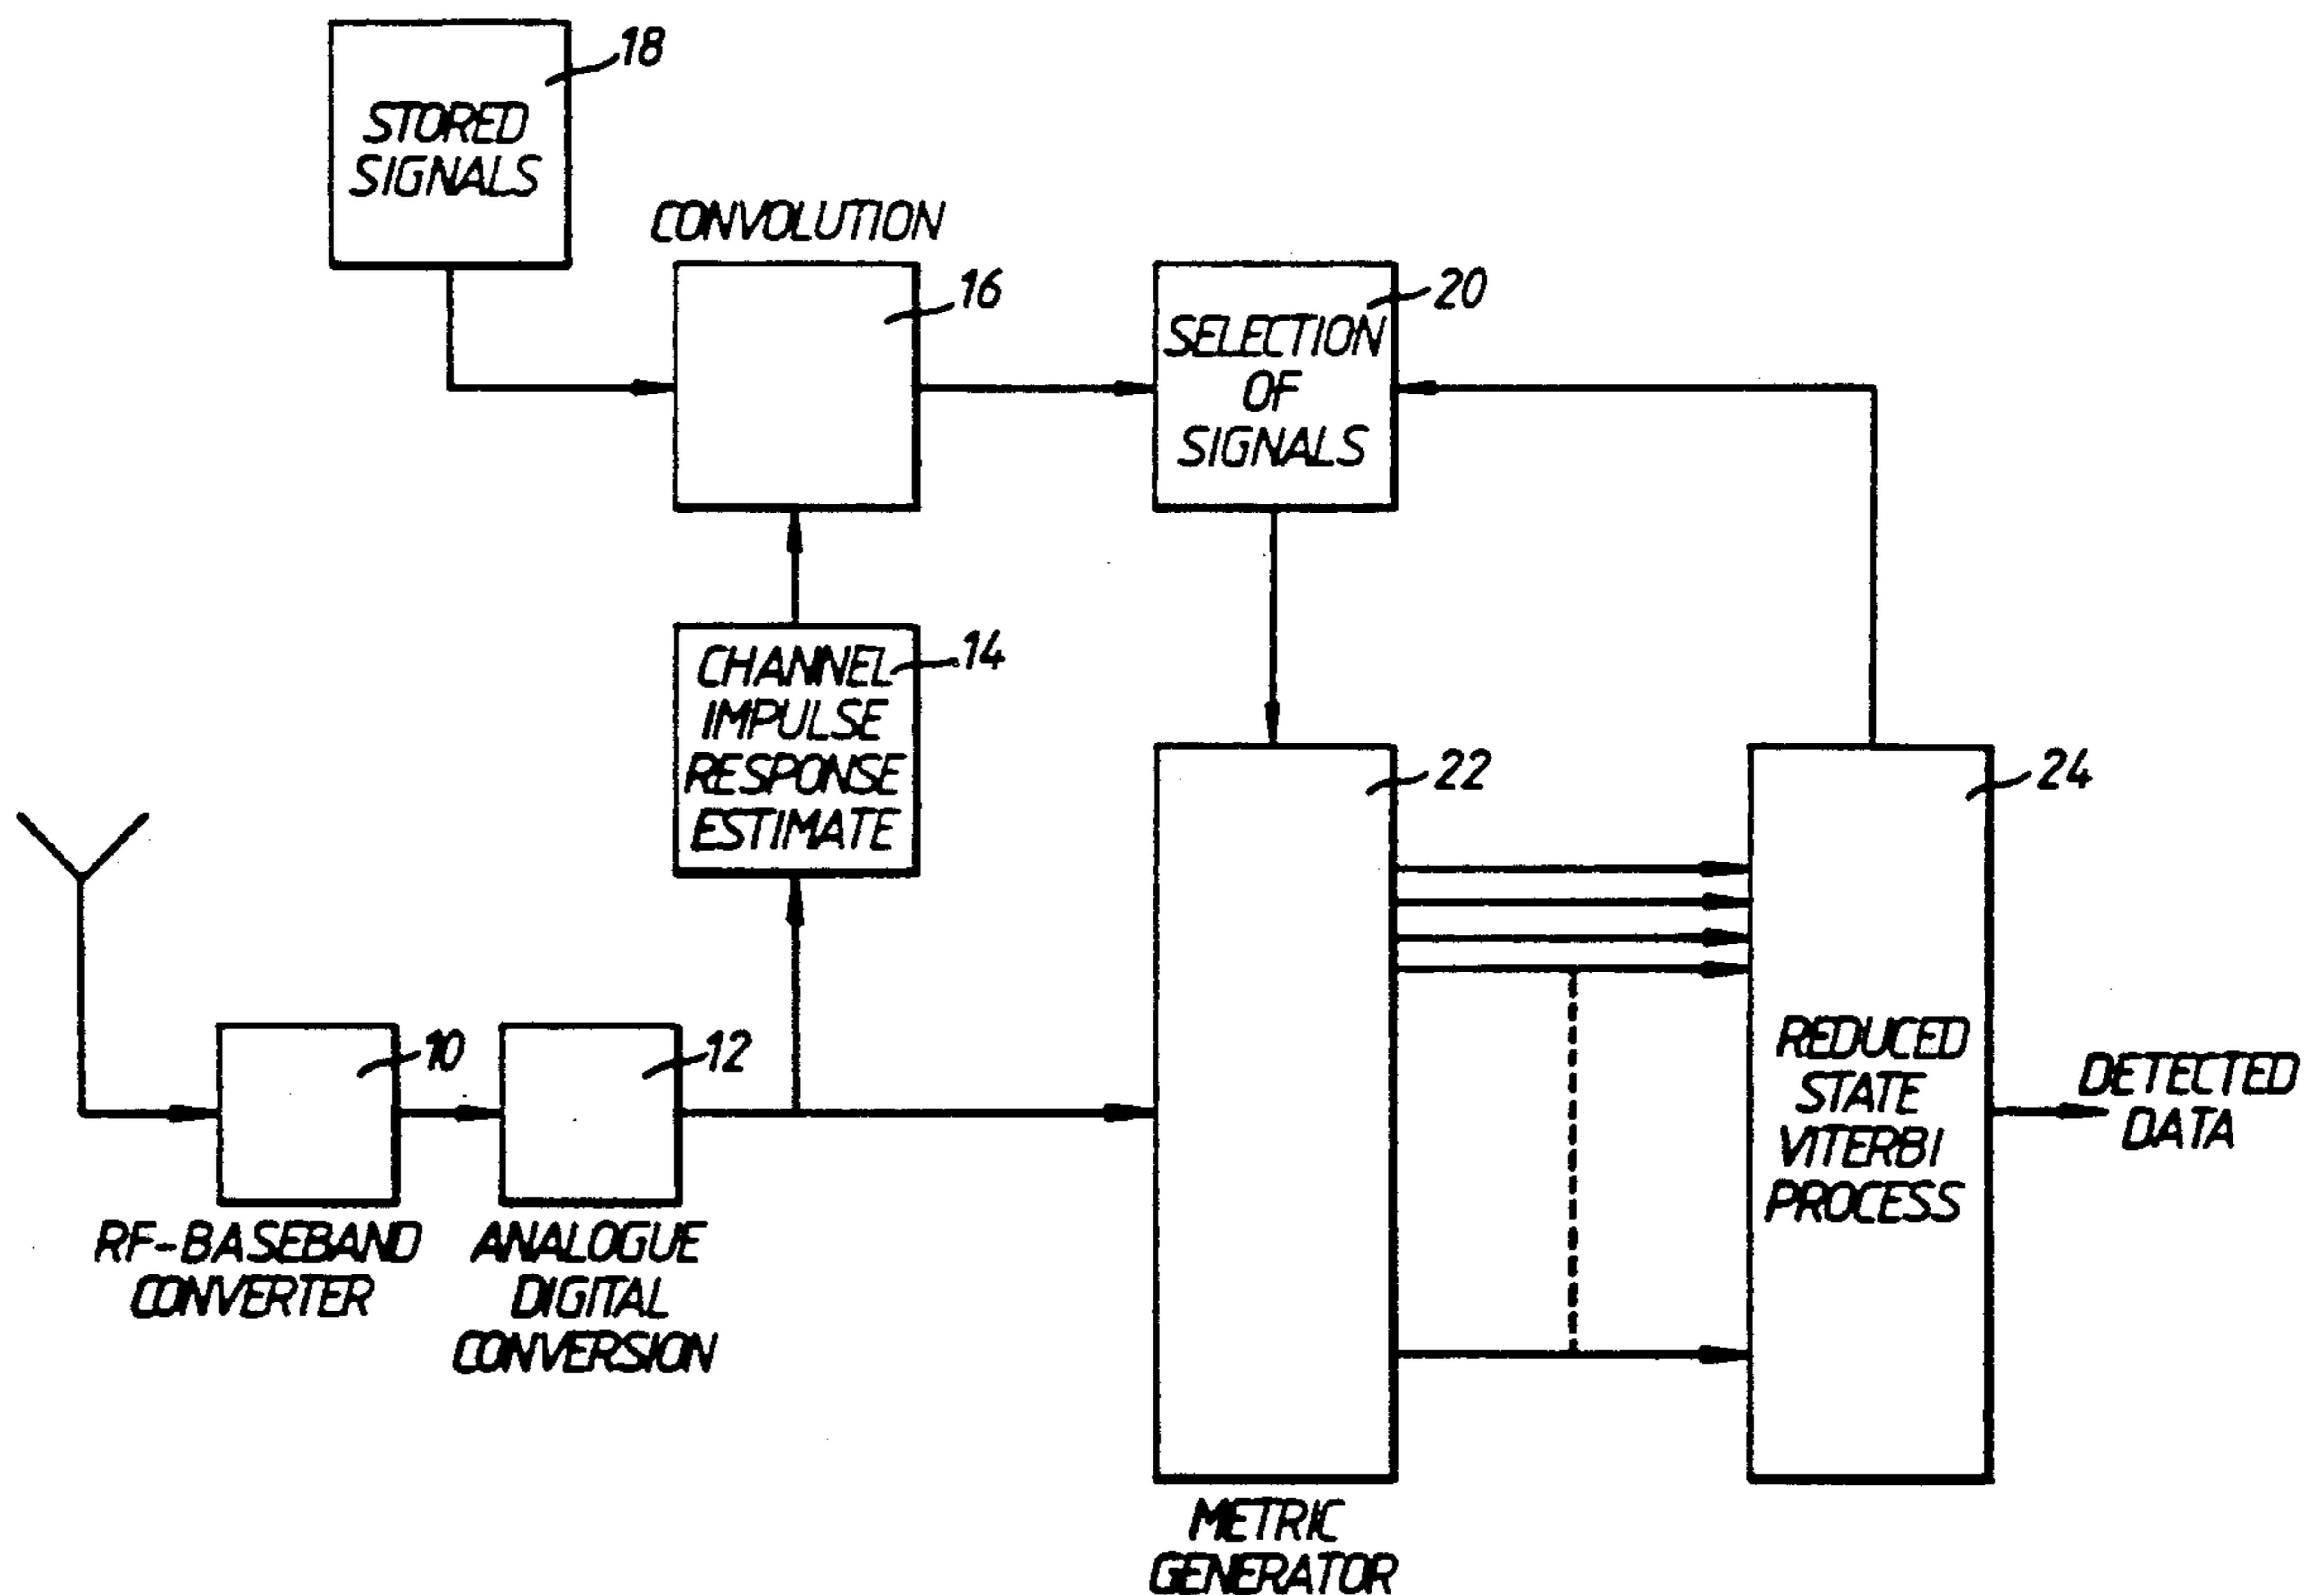 18
STORED
SIGNALS
CONVOLUTION
16
20
SELECTION
OF
SIGNALS
14
CHANNEL
IMPULSE
RESPONSE
ESTIMATE
22
24
10
12
REDUCED
STATE
VITERBI
PROCESS
DETECTED
DATA
RF-BASEBAND
CONVERTER
ANALOGUE
DIGITAL
CONVERSION
METRIC
GENERATOR